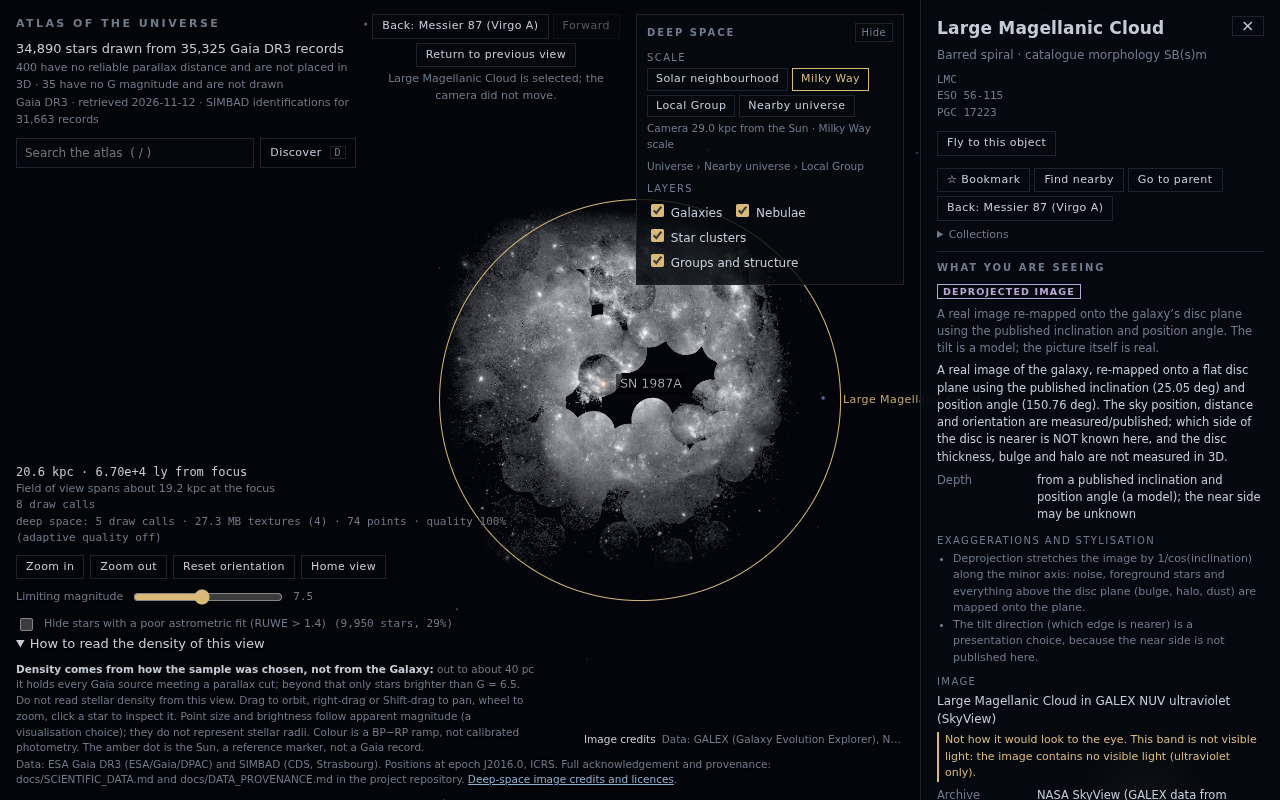 ATLAS OF THE UNIVERSE
34,890 stars drawn from 35,325 Gaia DR3 records
400 have no reliable parallax distance and are not placed in
3D · 35 have no G magnitude and are not drawn
Gaia DR3 · retrieved 2026-11-12 · SIMBAD identifications for
31,663 records
Search the atlas ( / )
Discover D
Back: Messier 87 (Virgo A)
Forward
Return to previous view
Large Magellanic Cloud is selected; the
camera did not move.
DEEP SPACE
Hide
SCALE
Solar neighbourhood
Milky Way
Local Group
Nearby universe
Camera 29.0 kpc from the Sun · Milky Way
scale
Universe › Nearby universe › Local Group
LAYERS
Galaxies
Nebulae
Star clusters
Groups and structure
SN 1987A
Large Magell
20.6 kpc · 6.70e+4 ly from focus
Field of view spans about 19.2 kpc at the focus
8 draw calls
deep space: 5 draw calls · 27.3 MB textures (4) · 74 points · quality 100%
(adaptive quality off)
Zoom in
Zoom out
Reset orientation
Home view
Limiting magnitude 7.5
Hide stars with a poor astrometric fit (RUWE > 1.4) (9,950 stars, 29%)
▼ How to read the density of this view
Density comes from how the sample was chosen, not from the Galaxy: out to about 40 pc
it holds every Gaia source meeting a parallax cut; beyond that only stars brighter than G = 6.5.
Do not read stellar density from this view. Drag to orbit, right-drag or Shift-drag to pan, wheel to
zoom, click a star to inspect it. Point size and brightness follow apparent magnitude (a
visualisation choice); they do not represent stellar radii. Colour is a BP−RP ramp, not calibrated
photometry. The amber dot is the Sun, a reference marker, not a Gaia record.
Data: ESA Gaia DR3 (ESA/Gaia/DPAC) and SIMBAD (CDS, Strasbourg). Positions at epoch J2016.0, ICRS. Full acknowledgement and provenance:
docs/SCIENTIFIC_DATA.md and docs/DATA_PROVENANCE.md in the project repository. Deep-space image credits and licences.
Image credits Data: GALEX (Galaxy Evolution Explorer), N…
Large Magellanic Cloud
×
Barred spiral · catalogue morphology SB(s)m
LMC
ESO 56-115
PGC 17223
Fly to this object
☆ Bookmark
Find nearby
Go to parent
Back: Messier 87 (Virgo A)
▶ Collections
WHAT YOU ARE SEEING
DEPROJECTED IMAGE
A real image re-mapped onto the galaxy’s disc plane
using the published inclination and position angle. The
tilt is a model; the picture itself is real.
A real image of the galaxy, re-mapped onto a flat disc
plane using the published inclination (25.05 deg) and
position angle (150.76 deg). The sky position, distance
and orientation are measured/published; which side of
the disc is nearer is NOT known here, and the disc
thickness, bulge and halo are not measured in 3D.
Depth from a published inclination and
position angle (a model); the near side
may be unknown
EXAGGERATIONS AND STYLISATION
• Deprojection stretches the image by 1/cos(inclination)
along the minor axis: noise, foreground stars and
everything above the disc plane (bulge, halo, dust) are
mapped onto the plane.
• The tilt direction (which edge is nearer) is a
presentation choice, because the near side is not
published here.
IMAGE
Large Magellanic Cloud in GALEX NUV ultraviolet
(SkyView)
Not how it would look to the eye. This band is not visible
light: the image contains no visible light (ultraviolet
only).
Archive NASA SkyView (GALEX data from